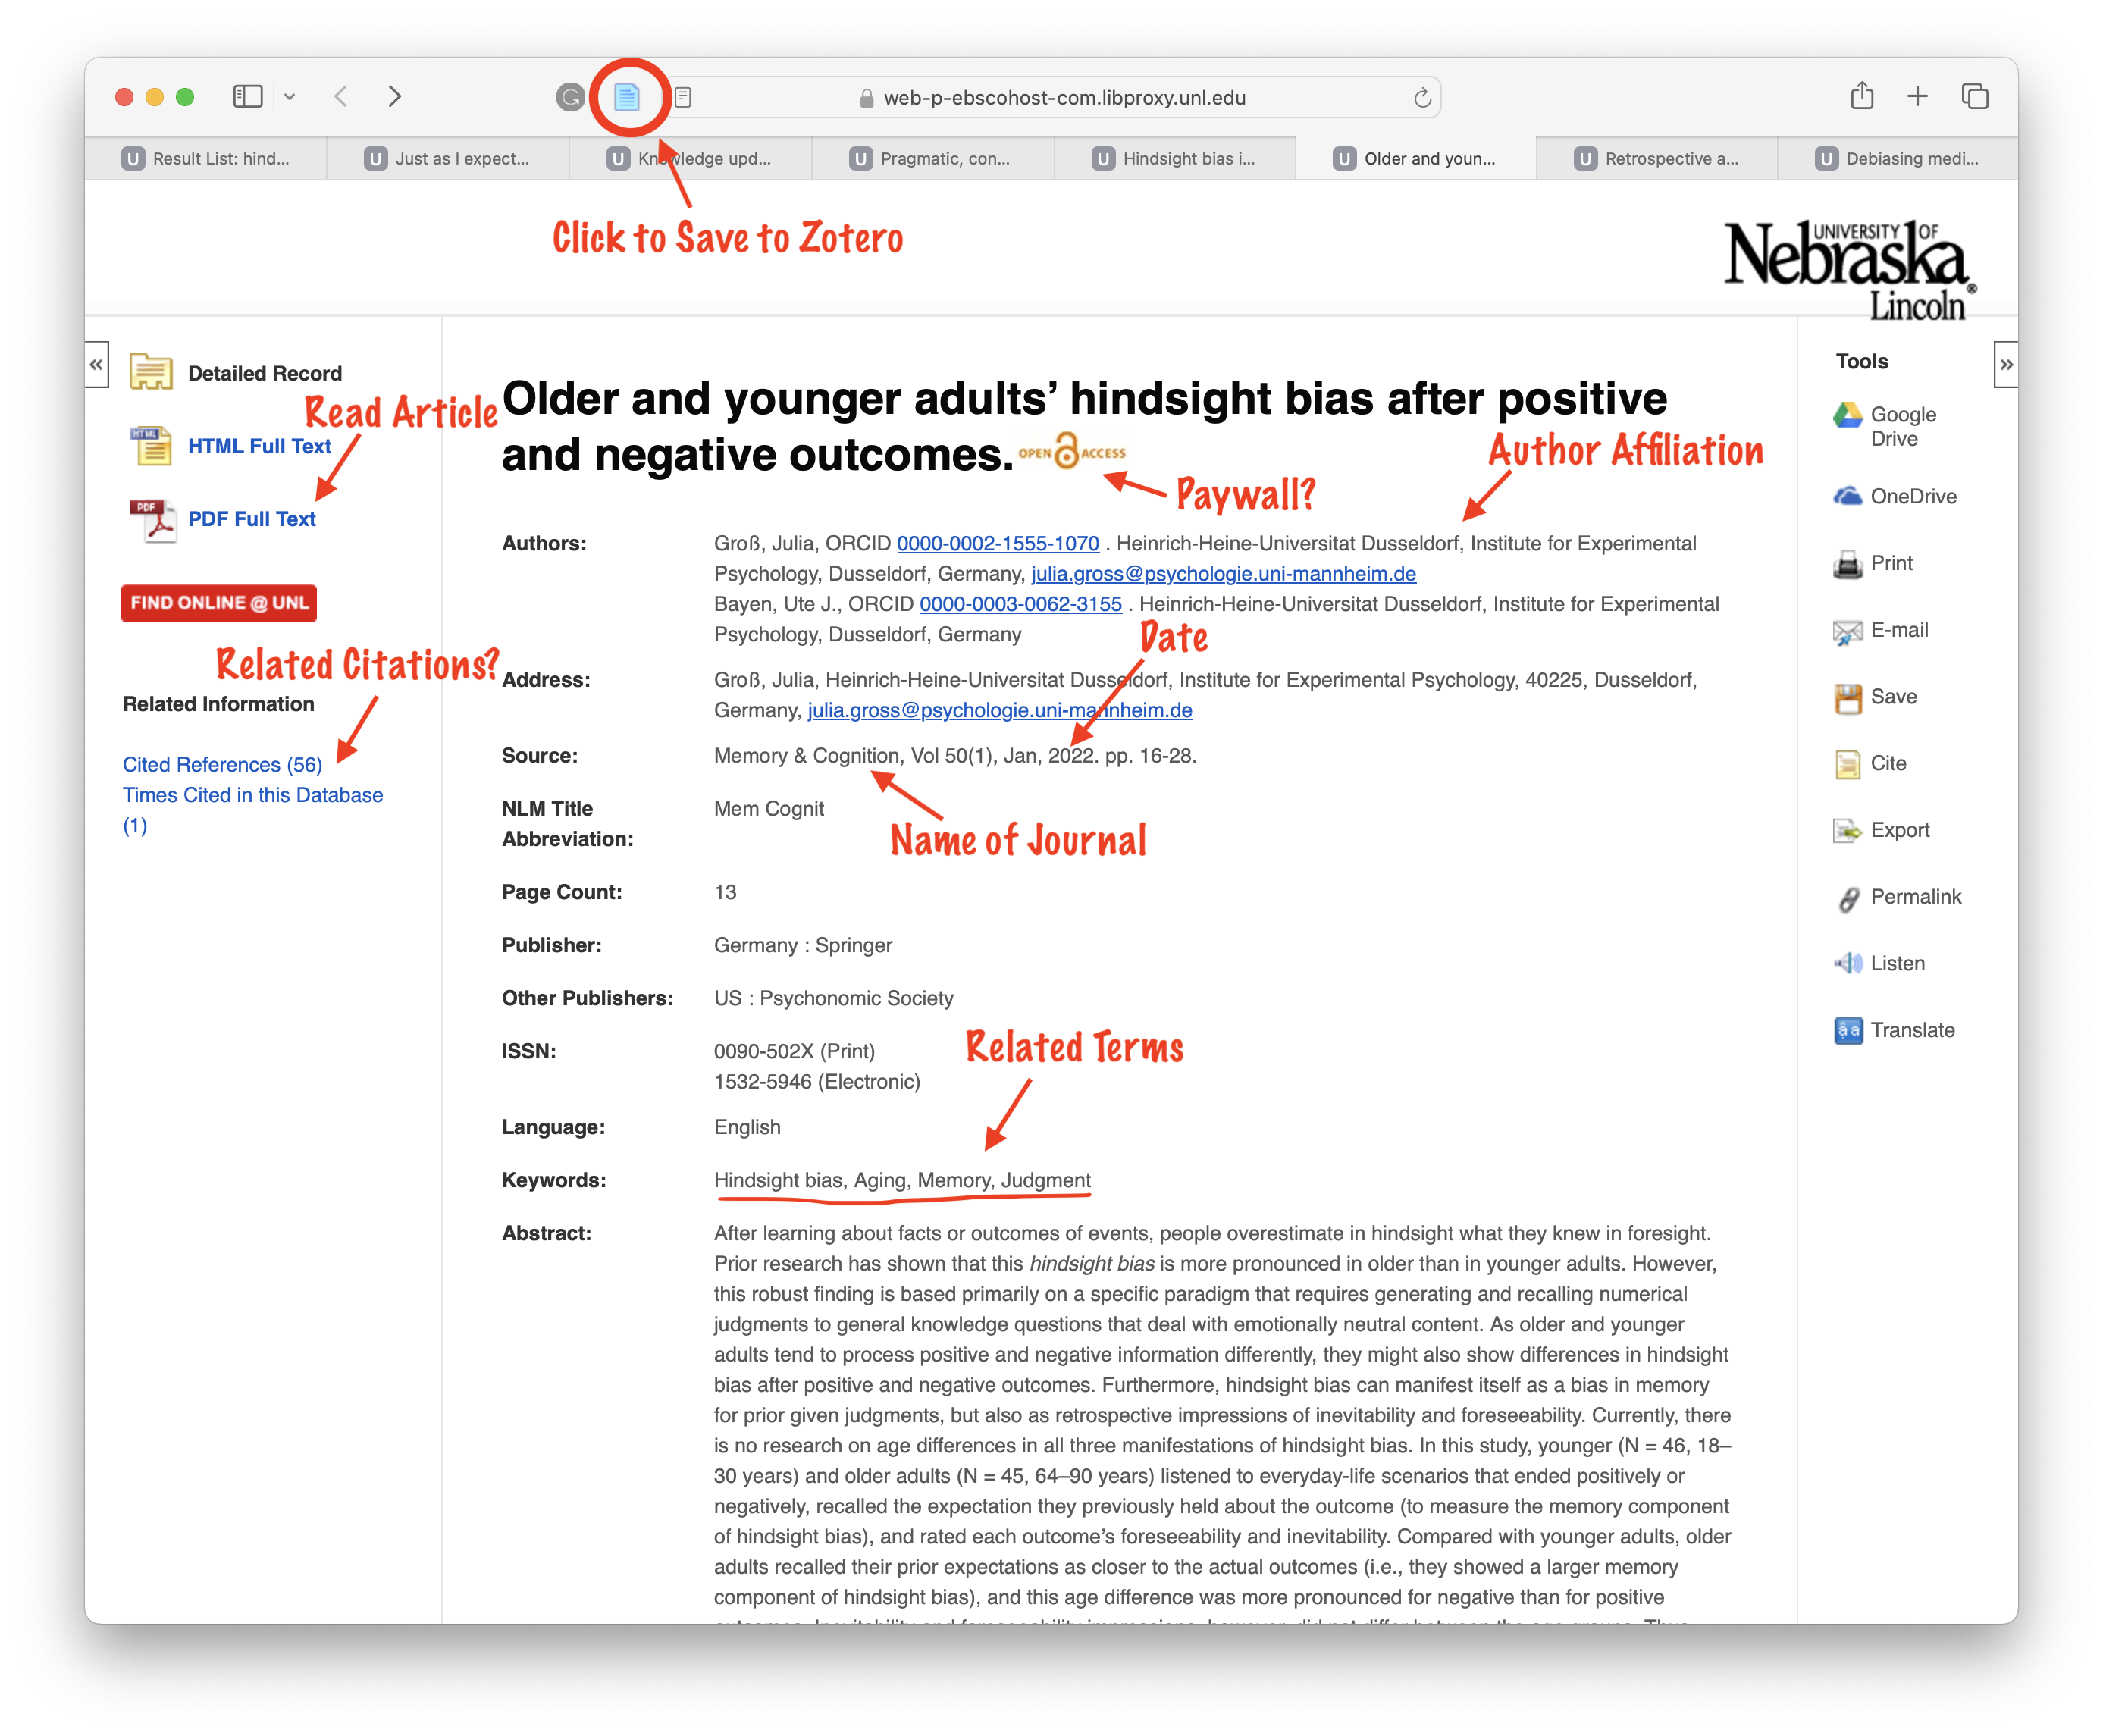 web-p-ebscohost-com.libproxy.unl.edu
U Result List: hind...
U Just as I expect...
U Knowledge upd...
U Pragmatic, con...
U Hindsight bias i...
U Older and youn...
U Retrospective a...
U Debiasing medi...
Click to Save to Zotero
UNIVERSITY OF
Nebraska
Lincoln®
Detailed Record
Read Article
HTML
HTML Full Text
PDF
PDF Full Text
FIND ONLINE @ UNL
Related Citations?
Related Information
Cited References (56)
Times Cited in this Database
(1)
Older and younger adults’ hindsight bias after positive
and negative outcomes. OPEN ACCESS
Paywall?
Author Affiliation
Authors:
Groß, Julia, ORCID 0000-0002-1555-1070 . Heinrich-Heine-Universitat Dusseldorf, Institute for Experimental
Psychology, Dusseldorf, Germany, julia.gross@psychologie.uni-mannheim.de
Bayen, Ute J., ORCID 0000-0003-0062-3155 . Heinrich-Heine-Universitat Dusseldorf, Institute for Experimental
Psychology, Dusseldorf, Germany
Date
Address:
Groß, Julia, Heinrich-Heine-Universitat Dusseldorf, Institute for Experimental Psychology, 40225, Dusseldorf,
Germany, julia.gross@psychologie.uni-mannheim.de
Source:
Memory & Cognition, Vol 50(1), Jan, 2022. pp. 16-28.
Name of Journal
NLM Title
Abbreviation:
Mem Cognit
Page Count:
13
Publisher:
Germany : Springer
Other Publishers:
US : Psychonomic Society
ISSN:
0090-502X (Print)
1532-5946 (Electronic)
Related Terms
Language:
English
Keywords:
Hindsight bias, Aging, Memory, Judgment
Abstract:
After learning about facts or outcomes of events, people overestimate in hindsight what they knew in foresight.
Prior research has shown that this hindsight bias is more pronounced in older than in younger adults. However,
this robust finding is based primarily on a specific paradigm that requires generating and recalling numerical
judgments to general knowledge questions that deal with emotionally neutral content. As older and younger
adults tend to process positive and negative information differently, they might also show differences in hindsight
bias after positive and negative outcomes. Furthermore, hindsight bias can manifest itself as a bias in memory
for prior given judgments, but also as retrospective impressions of inevitability and foreseeability. Currently, there
is no research on age differences in all three manifestations of hindsight bias. In this study, younger (N = 46, 18–
30 years) and older adults (N = 45, 64–90 years) listened to everyday-life scenarios that ended positively or
negatively, recalled the expectation they previously held about the outcome (to measure the memory component
of hindsight bias), and rated each outcome’s foreseeability and inevitability. Compared with younger adults, older
adults recalled their prior expectations as closer to the actual outcomes (i.e., they showed a larger memory
component of hindsight bias), and this age difference was more pronounced for negative than for positive
Tools
Google
Drive
OneDrive
Print
E-mail
Save
Cite
Export
Permalink
Listen
Translate